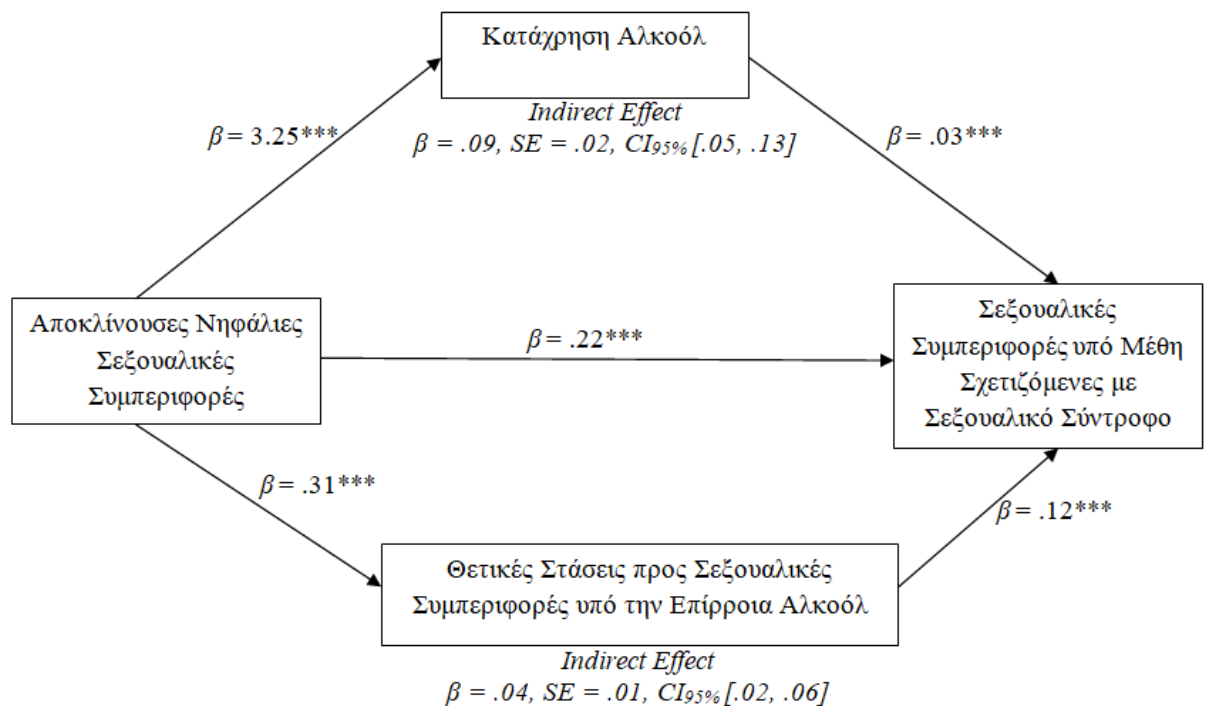 Κατάχρηση Αλκοόλ
Indirect Effect
β = .09, SE = .02, CI95% [.05, .13]
β = 3.25***
β = .03***
Αποκλίνουσες Νηφάλιες
Σεξουαλικές
Συμπεριφορές
β = .22***
Σεξουαλικές
Συμπεριφορές υπό Μέθη
Σχετιζόμενες με
Σεξουαλικό Σύντροφο
β = .31***
β = .12***
Θετικές Στάσεις προς Σεξουαλικές
Συμπεριφορές υπό την Επίρροια Αλκοόλ
Indirect Effect
β = .04, SE = .01, CI95% [.02, .06]